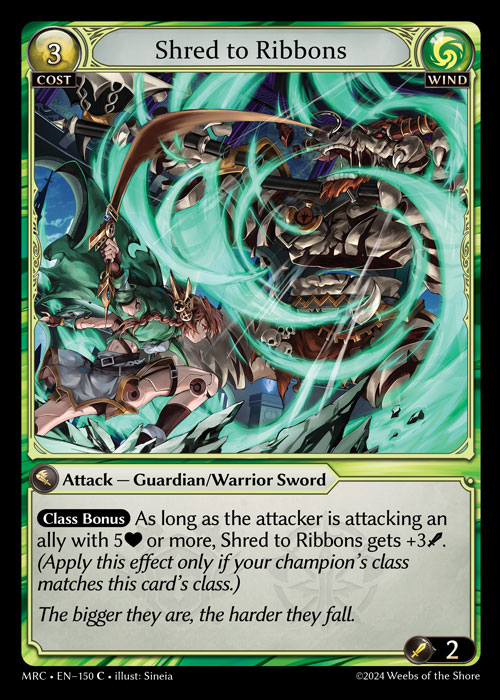 3
Shred to Ribbons
COST
WIND
Attack — Guardian/Warrior Sword
Class Bonus As long as the attacker is attacking an
ally with 5♥ or more, Shred to Ribbons gets +3🗡.
(Apply this effect only if your champion's class
matches this card's class.)
The bigger they are, the harder they fall.
2
MRC • EN–150 C • illust: Sineia
©2024 Weebs of the Shore